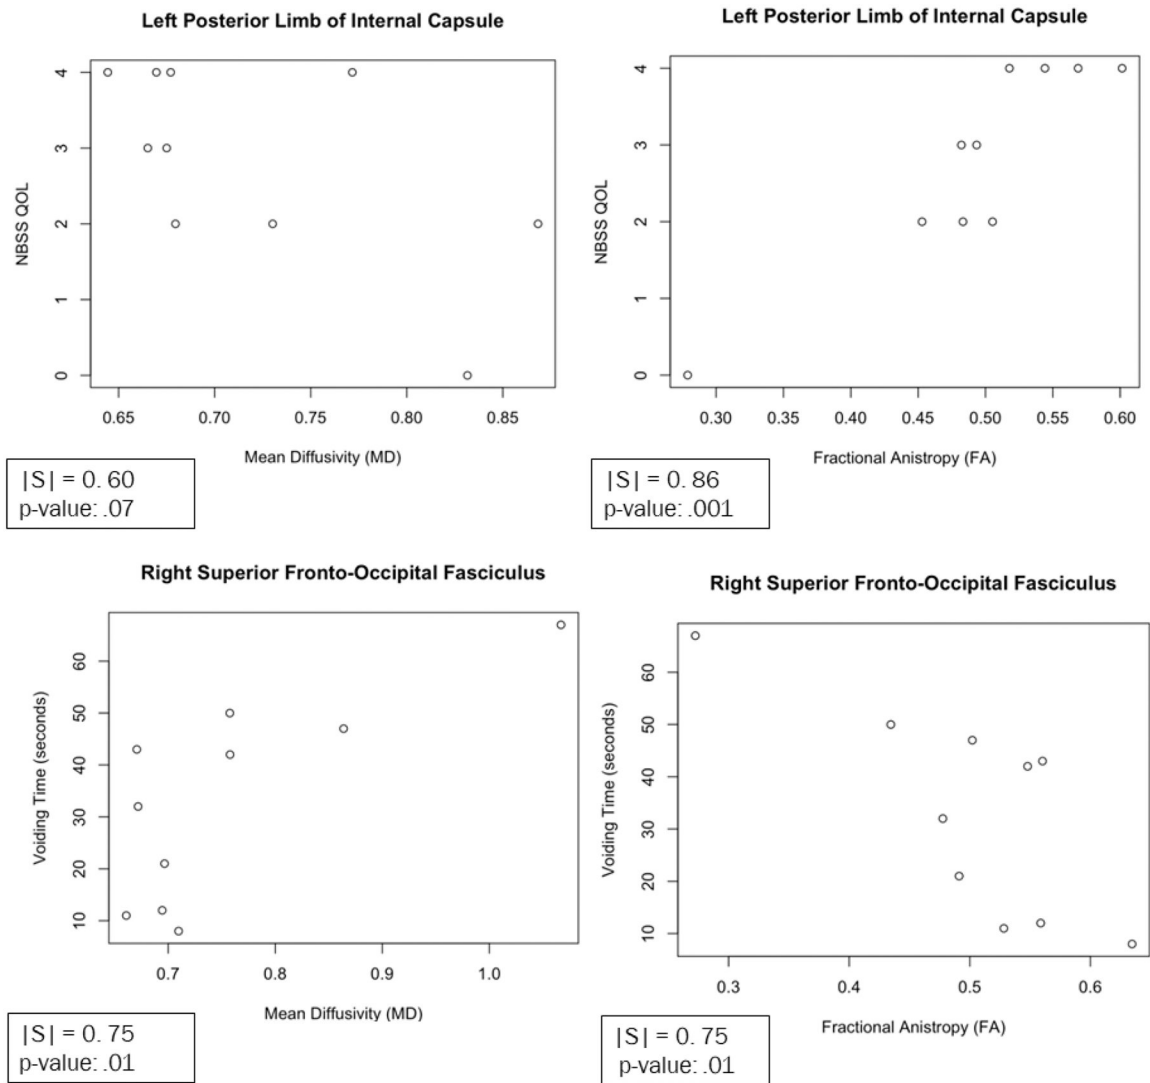 Left Posterior Limb of Internal Capsule
NBSS QOL
4
3
2
1
0
0.65 0.70 0.75 0.80 0.85
Mean Diffusivity (MD)
|S| = 0.60
p-value: .07
Left Posterior Limb of Internal Capsule
NBSS QOL
4
3
2
1
0
0.30 0.35 0.40 0.45 0.50 0.55 0.60
Fractional Anistropy (FA)
|S| = 0.86
p-value: .001
Right Superior Fronto-Occipital Fasciculus
Voiding Time (seconds)
60
50
40
30
20
10
0.7 0.8 0.9 1.0
Mean Diffusivity (MD)
|S| = 0.75
p-value: .01
Right Superior Fronto-Occipital Fasciculus
Voiding Time (seconds)
60
50
40
30
20
10
0.3 0.4 0.5 0.6
Fractional Anistropy (FA)
|S| = 0.75
p-value: .01